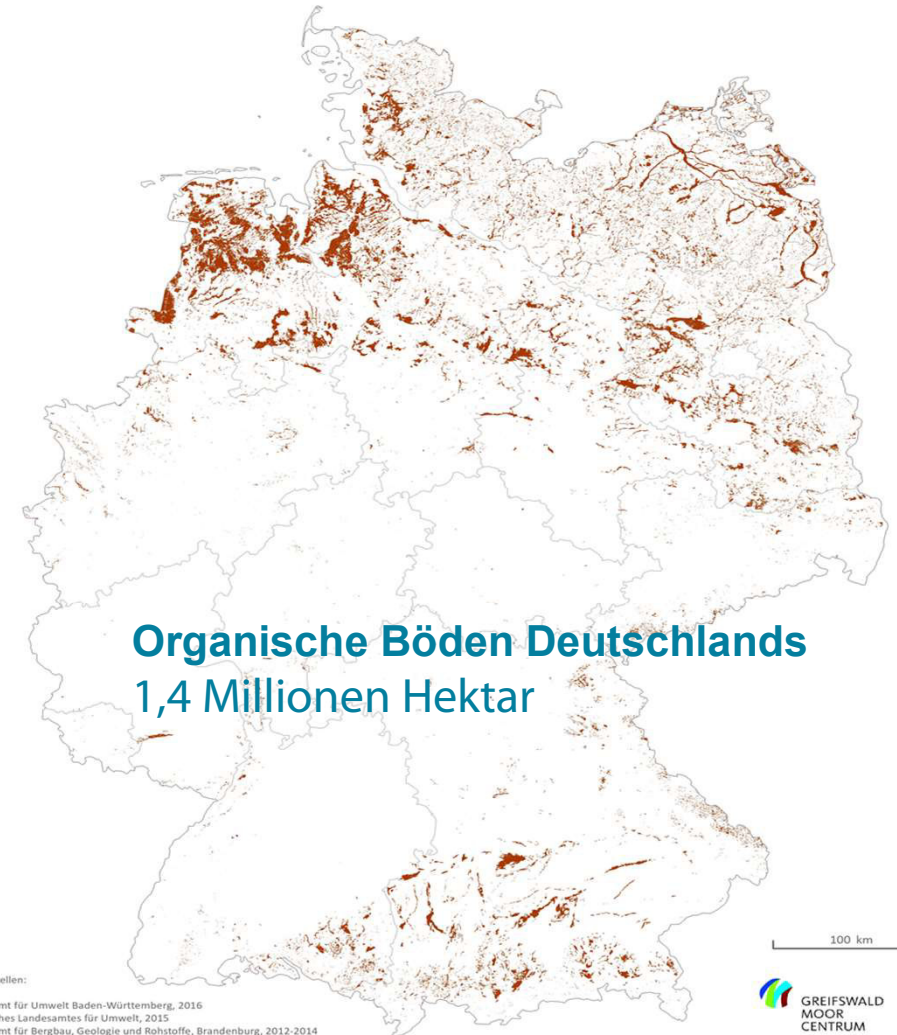 Organische Böden Deutschlands
1,4 Millionen Hektar
100 km
ellen:
mt für Umwelt Baden-Württemberg, 2016
hes Landesamtes für Umwelt, 2015
mt für Bergbau, Geologie und Rohstoffe, Brandenburg, 2012-2014
GREIFSWALD
MOOR
CENTRUM